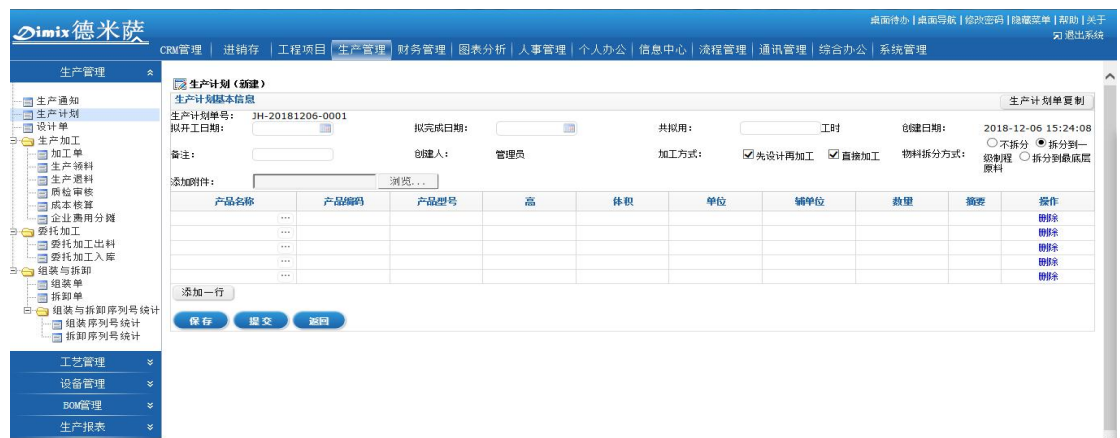 桌面待办 | 桌面导航 | 修改密码 | 隐藏菜单 | 帮助 | 关于
Dimix德米萨
退出系统
CRM管理 | 进销存 | 工程项目 | 生产管理 | 财务管理 | 图表分析 | 人事管理 | 个人办公 | 信息中心 | 流程管理 | 通讯管理 | 综合办公 | 系统管理
生产管理
生产通知
生产计划
设计单
生产加工
加工单
生产领料
生产退料
质检审核
成本核算
企业费用分摊
委托加工
委托加工出料
委托加工入库
组装与拆卸
组装单
拆卸单
组装与拆卸序列号统计
组装序列号统计
拆卸序列号统计
工艺管理
设备管理
BOM管理
生产报表
生产计划（新建）
生产计划基本信息 生产计划单复制
生产计划单号： JH-20181206-0001
拟开工日期： 拟完成日期： 共拟用： 工时 创建日期： 2018-12-06 15:24:08
备注： 创建人： 管理员 加工方式： 先设计再加工 直接加工 物料拆分方式： 不拆分 拆分到一
级制程 拆分到最底层
原料
添加附件： 浏览...
产品名称 产品编码 产品型号 高 体积 单位 辅单位 数量 摘要 操作
... 删除
... 删除
... 删除
... 删除
... 删除
添加一行
保存 提交 返回